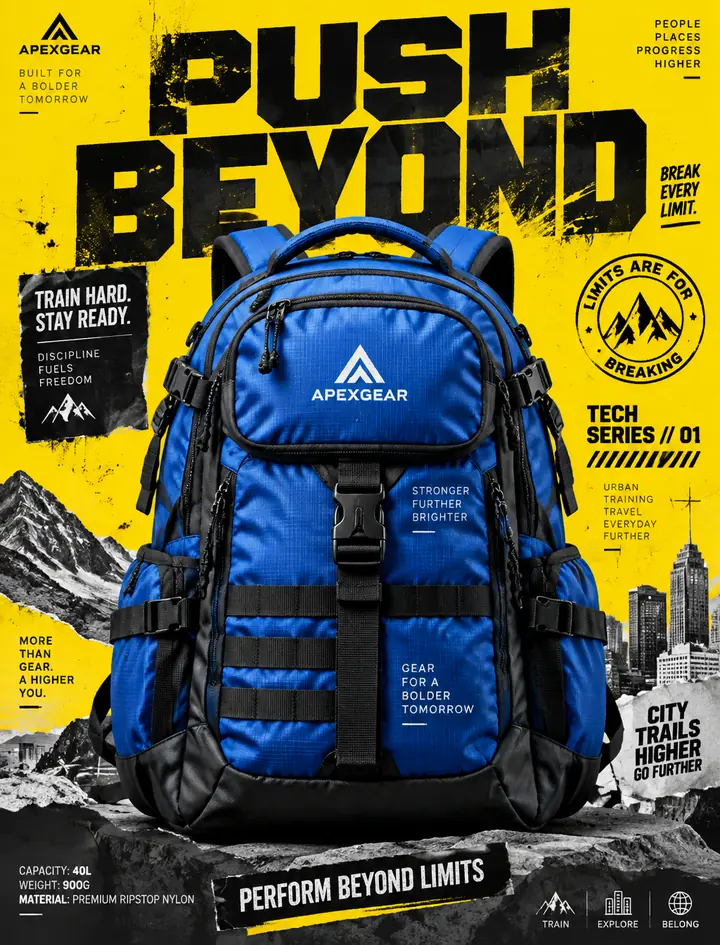 APEXGEAR
BUILT FOR
A BOLDER
TOMORROW
PEOPLE
PLACES
PROGRESS
HIGHER
PUSH
BEYOND
BREAK
EVERY
LIMIT.
TRAIN HARD.
STAY READY.
DISCIPLINE
FUELS
FREEDOM
LIMITS ARE FOR
BREAKING
APEXGEAR
TECH
SERIES // 01
STRONGER
FURTHER
BRIGHTER
URBAN
TRAINING
TRAVEL
EVERYDAY
FURTHER
MORE
THAN
GEAR.
A HIGHER
YOU.
GEAR
FOR A
BOLDER
TOMORROW
CITY
TRAILS
HIGHER
GO FURTHER
CAPACITY: 40L
WEIGHT: 900G
MATERIAL: PREMIUM RIPSTOP NYLON
PERFORM BEYOND LIMITS
TRAIN
EXPLORE
BELONG